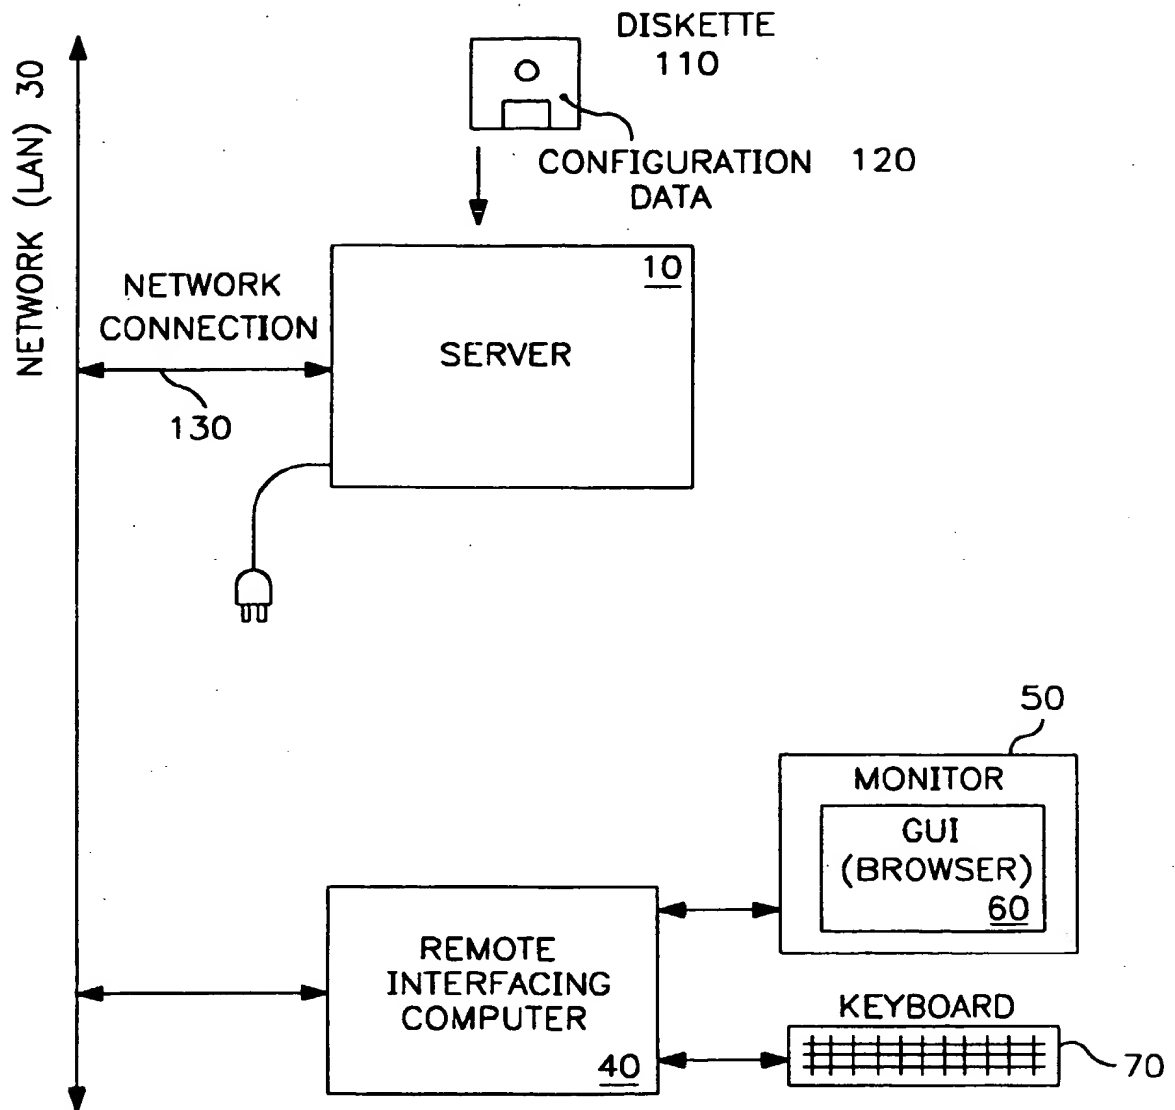 NETWORK (LAN) 30
DISKETTE
110
CONFIGURATION 120
DATA
10
NETWORK
CONNECTION
SERVER
130
50
MONITOR
GUI
(BROWSER)
60
REMOTE
INTERFACING
COMPUTER
40
KEYBOARD
70